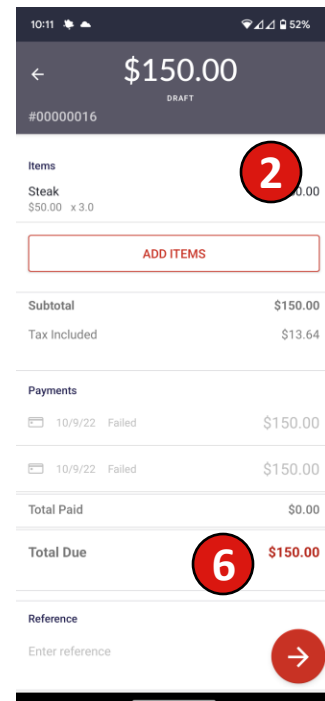 10:11 52%
$150.00
DRAFT
#00000016
Items
2
Steak 0.00
$50.00 x 3.0
ADD ITEMS
Subtotal $150.00
Tax Included $13.64
Payments
10/9/22 Failed $150.00
10/9/22 Failed $150.00
Total Paid $0.00
Total Due 6 $150.00
Reference
Enter reference